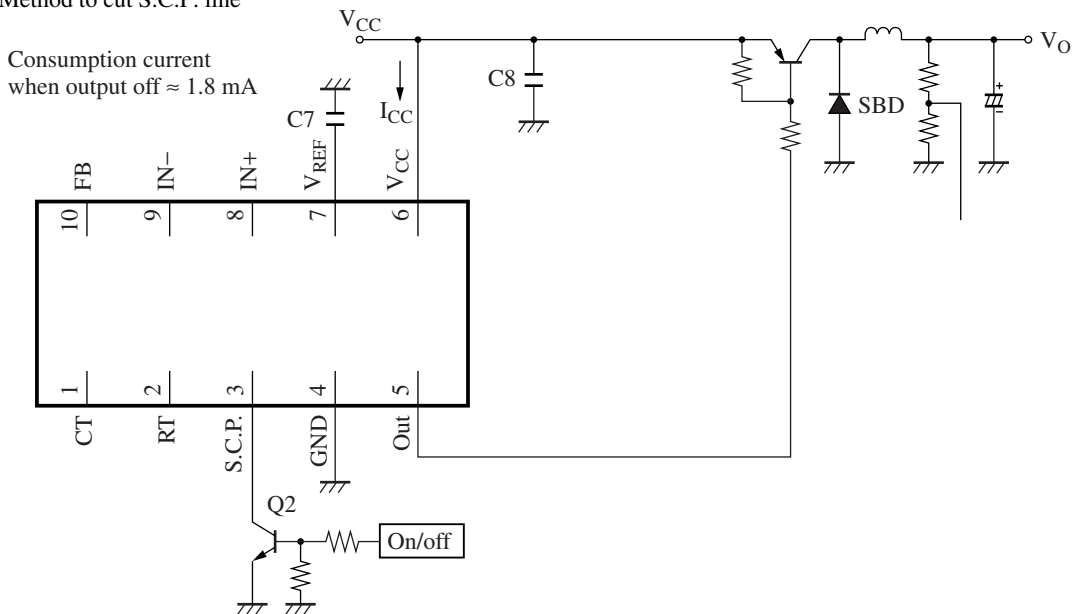 Method to cut S.C.P. line
V_CC
V_O
Consumption current
when output off ≈ 1.8 mA
C8
SBD
C7
I_CC
FB
IN−
IN+
V_REF
V_CC
10
9
8
7
6
1
2
3
4
5
CT
RT
S.C.P.
GND
Out
Q2
On/off
+
−